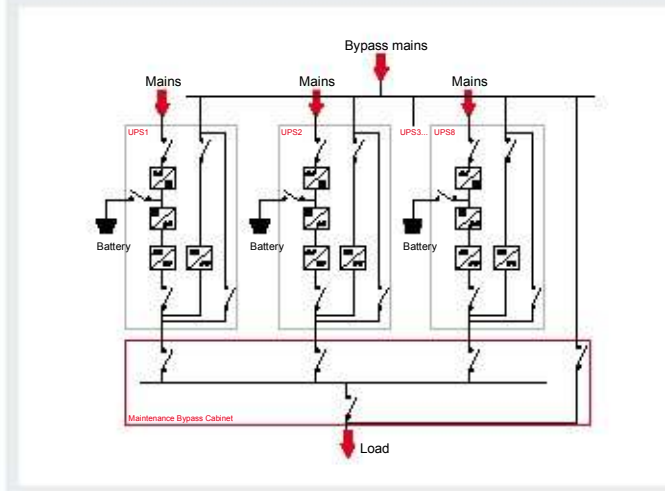 Bypass mains
Mains
Mains
Mains
UPS1
UPS2
UPS3...
UPS8
Battery
Battery
Battery
Maintenance Bypass Cabinet
Load